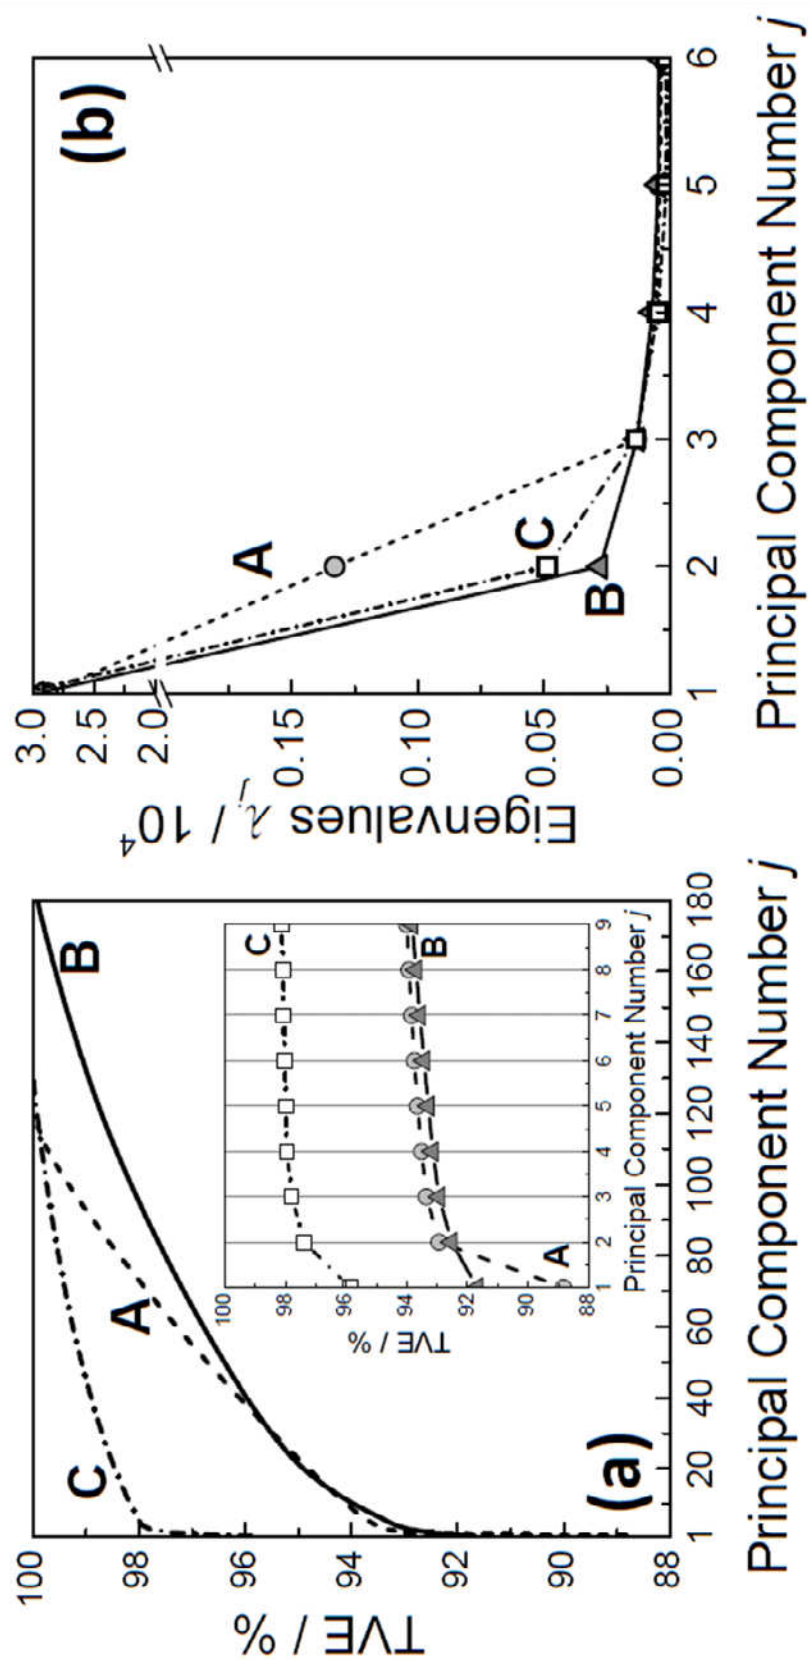 TVE / %
100
98
96
94
92
90
88
C
A
B
(a)
1 20 40 60 80 100 120 140 160 180
Principal Component Number j
TVE / %
100
98
96
94
92
90
88
C
B
A
1 2 3 4 5 6 7 8 9
Principal Component Number j
Eigenvalues λj / 10⁴
3.0
2.5
2.0
0.15
0.10
0.05
0.00
(b)
A
C
B
1 2 3 4 5 6
Principal Component Number j